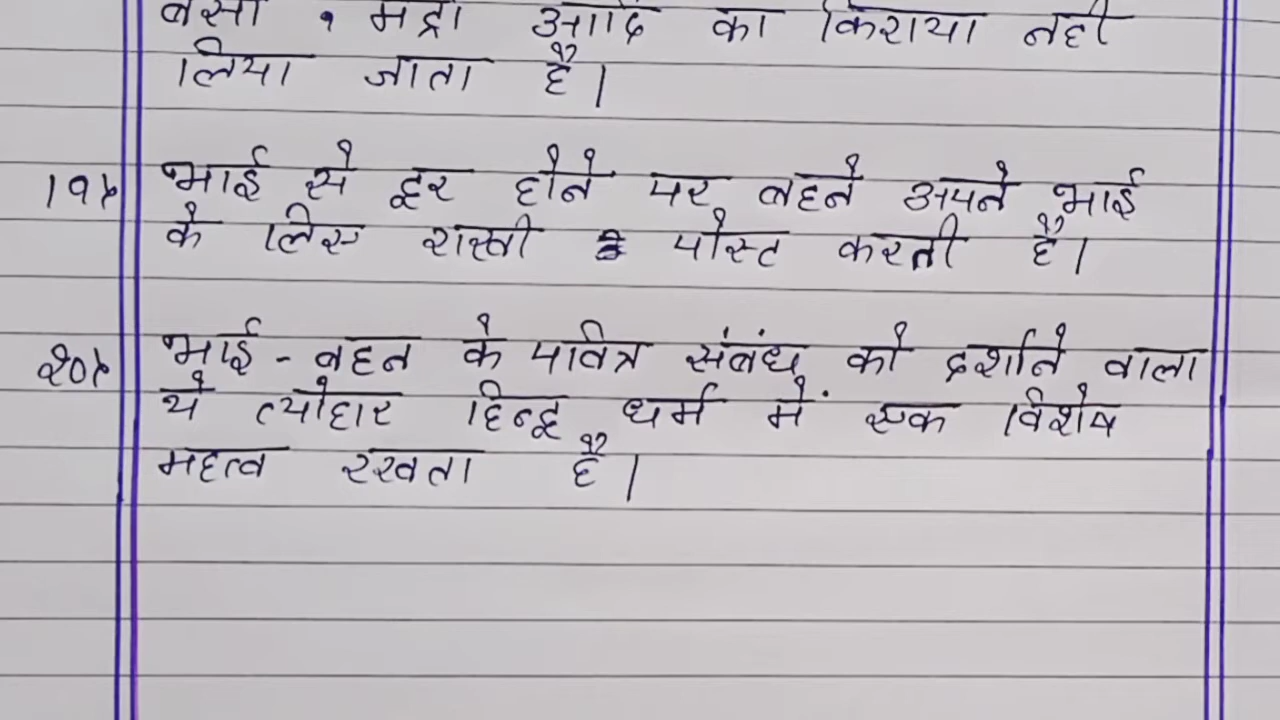 बसों , मेट्रो आदि का किराया नहीं
लिया जाता है।
19) भाई से दूर होने पर बहने अपने भाई
के लिए राखी पोस्ट करती है।
20) भाई - बहन के पवित्र संबंध को दर्शाने वाला
ये त्योहार हिन्दू धर्म में एक विशेष
महत्व रखता है।